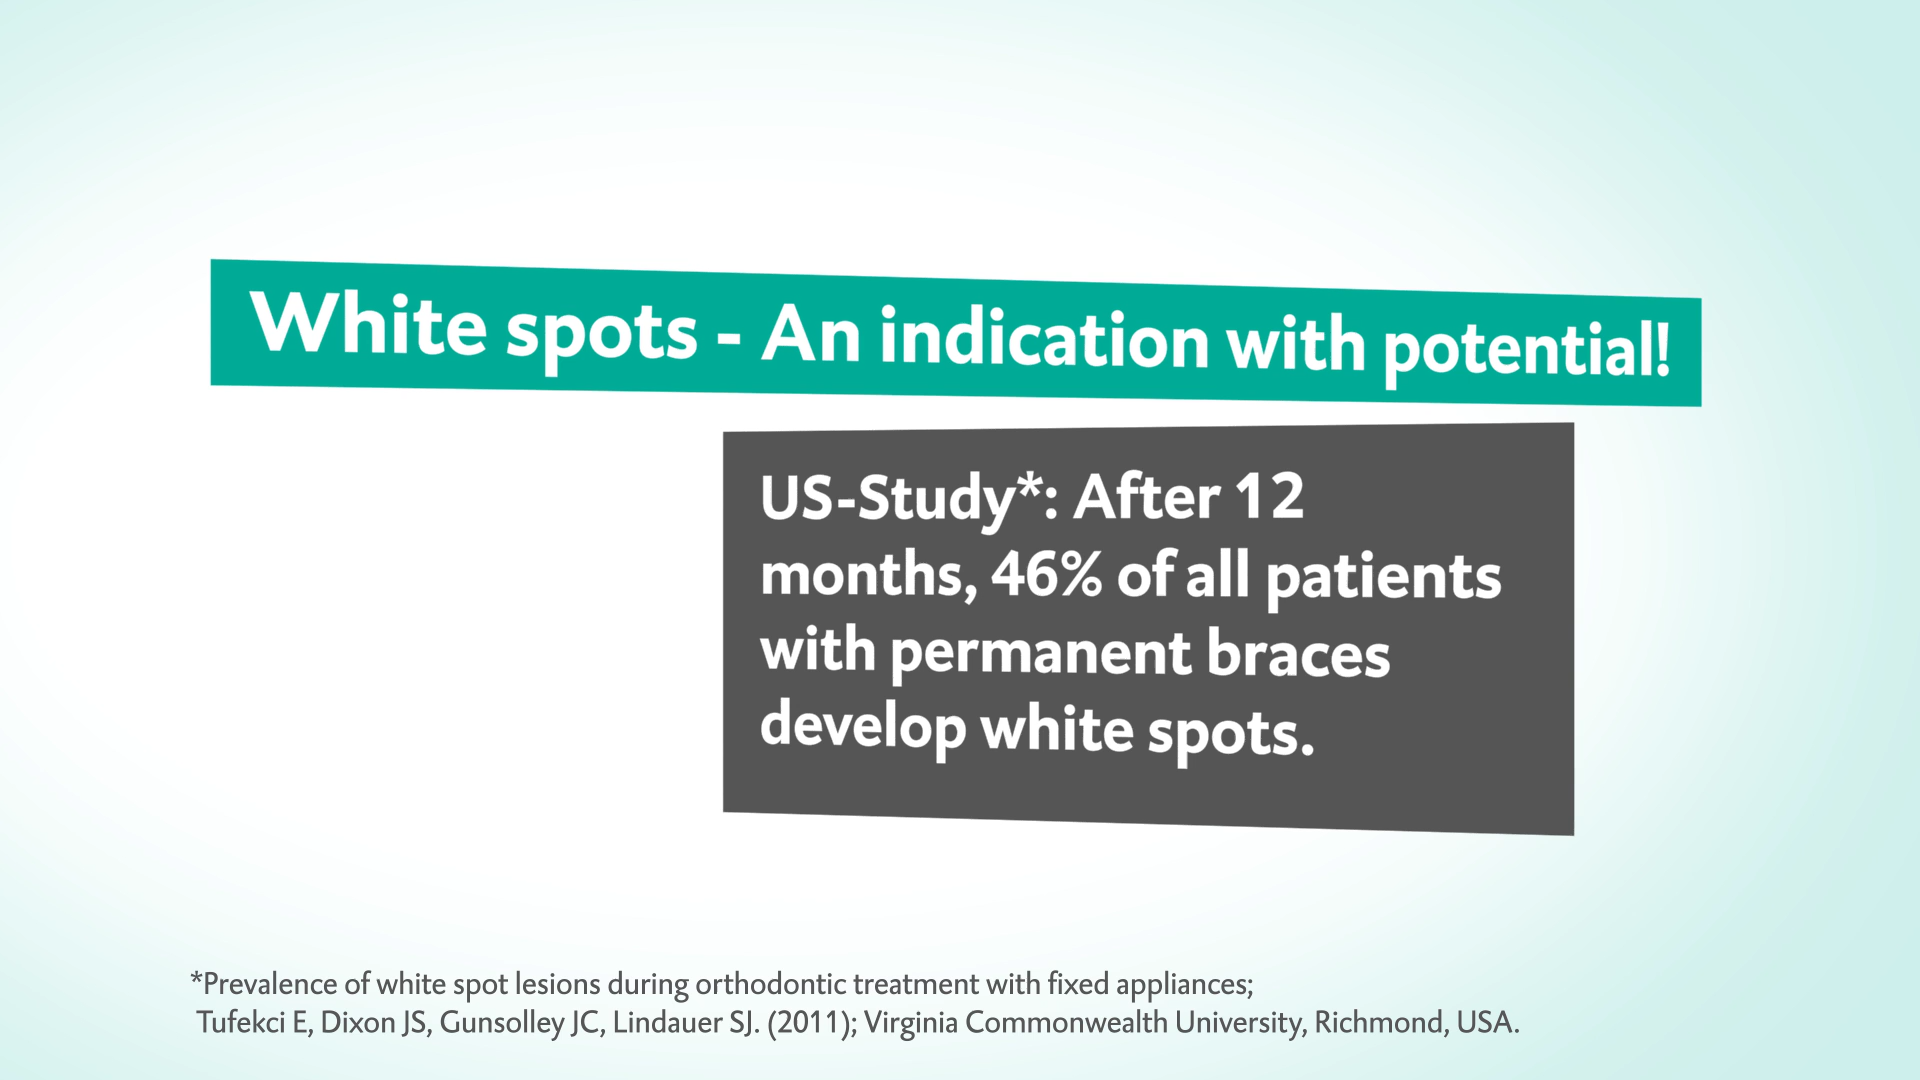 White spots - An indication with potential!
US-Study*: After 12
months, 46% of all patients
with permanent braces
develop white spots.
*Prevalence of white spot lesions during orthodontic treatment with fixed appliances;
Tufekci E, Dixon JS, Gunsolley JC, Lindauer SJ. (2011); Virginia Commonwealth University, Richmond, USA.